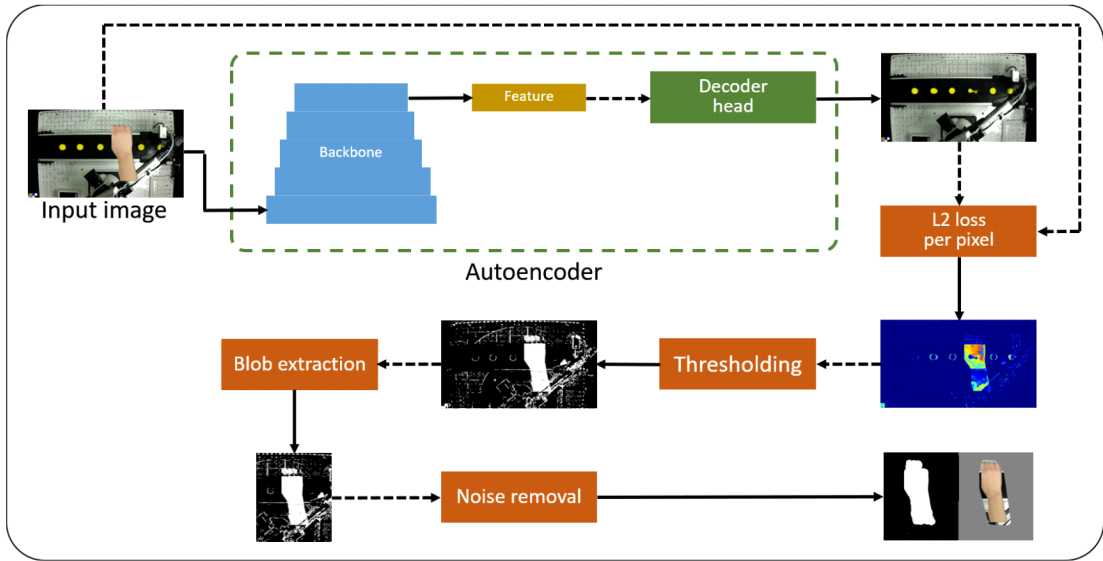 Input image
Backbone
Feature
Decoder
head
Autoencoder
L2 loss
per pixel
Thresholding
Blob extraction
Noise removal